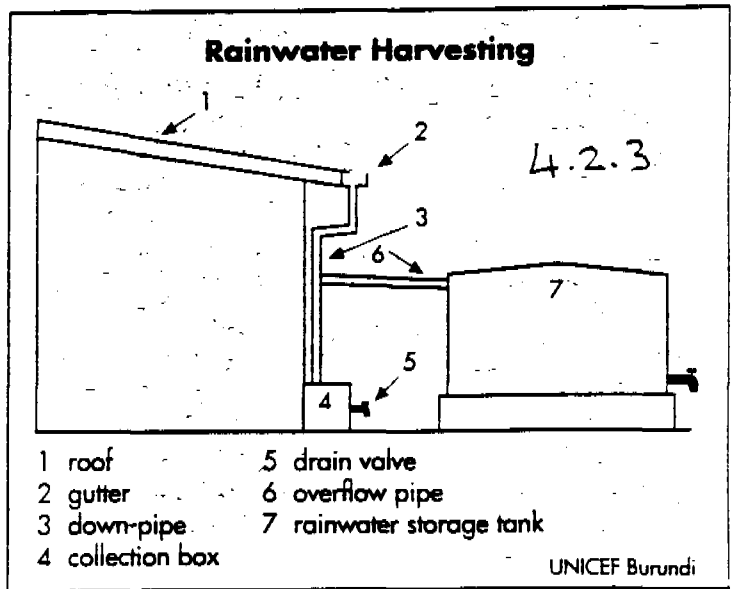 Rainwater Harvesting
1
2
4.2.3
3
6
7
5
4
1 roof
2 gutter
3 down-pipe
4 collection box
5 drain valve
6 overflow pipe
7 rainwater storage tank
UNICEF Burundi